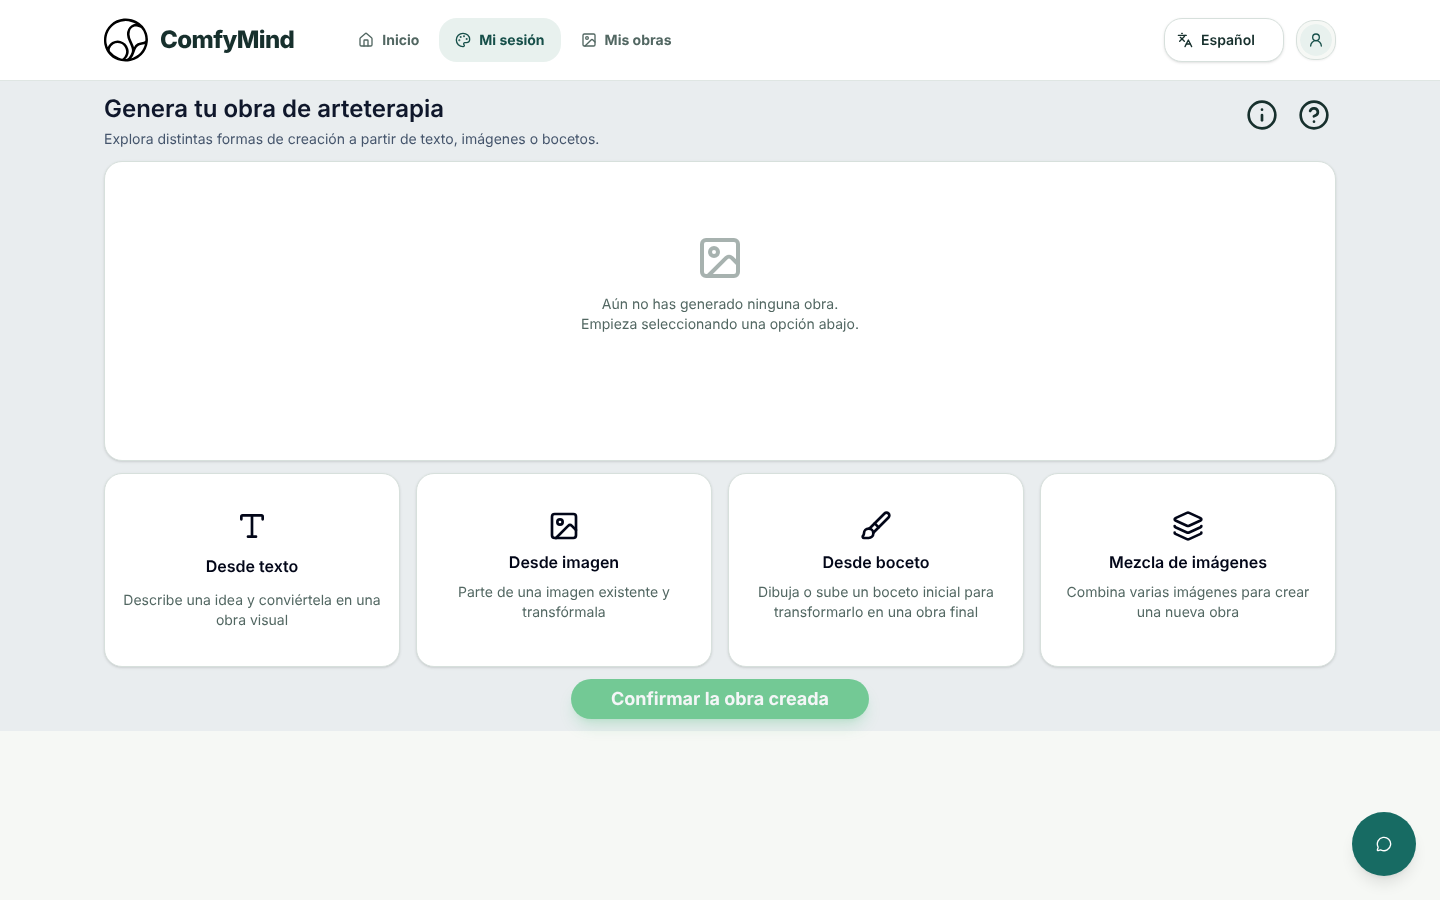 ComfyMind
Inicio
Mi sesión
Mis obras
Español
Genera tu obra de arteterapia
Explora distintas formas de creación a partir de texto, imágenes o bocetos.
Aún no has generado ninguna obra.
Empieza seleccionando una opción abajo.
Desde texto
Describe una idea y conviértela en una
obra visual
Desde imagen
Parte de una imagen existente y
transfórmala
Desde boceto
Dibuja o sube un boceto inicial para
transformarlo en una obra final
Mezcla de imágenes
Combina varias imágenes para crear
una nueva obra
Confirmar la obra creada